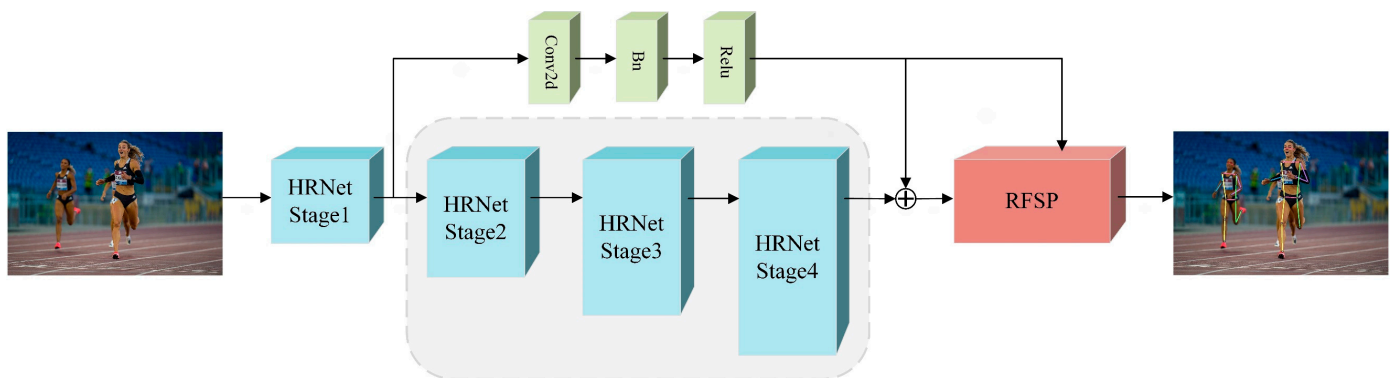 Conv2d
Bn
Relu
HRNet
Stage1
HRNet
Stage2
HRNet
Stage3
HRNet
Stage4
RFSP